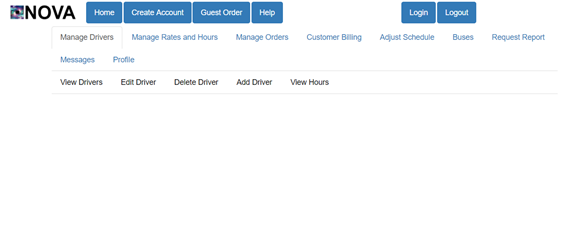 NOVA Home Create Account Guest Order Help Login Logout
Manage Drivers Manage Rates and Hours Manage Orders Customer Billing Adjust Schedule Buses Request Report
Messages Profile
View Drivers Edit Driver Delete Driver Add Driver View Hours